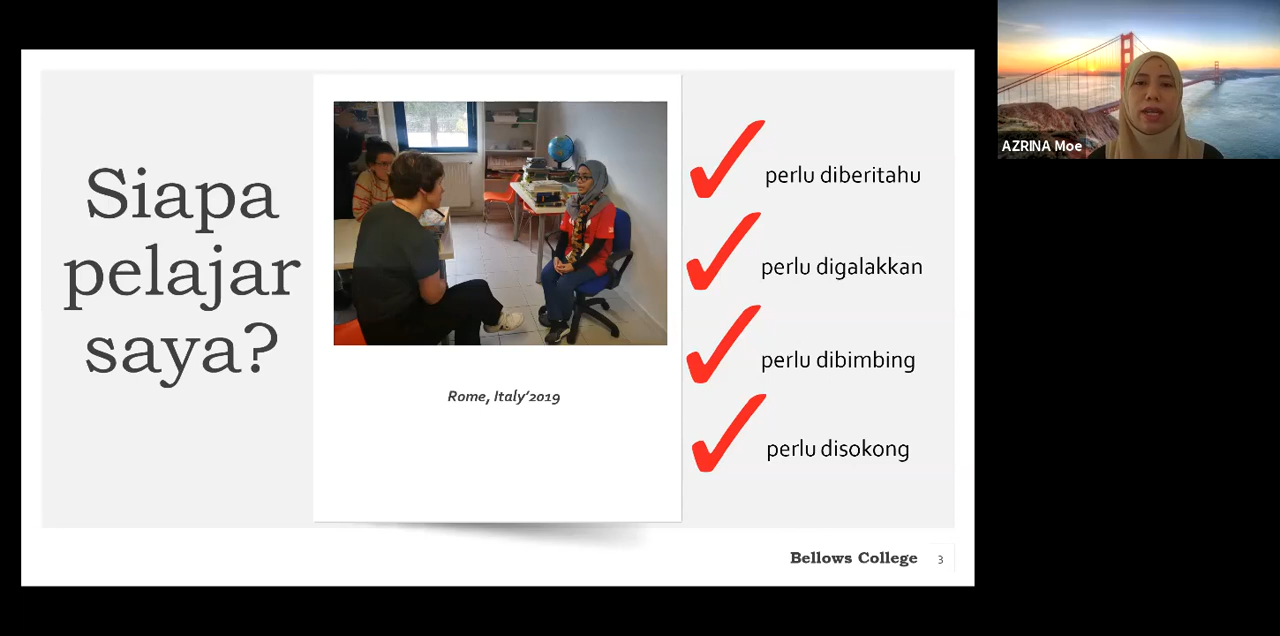 Siapa
pelajar
saya?
Rome, Italy'2019
perlu diberitahu
perlu digalakkan
perlu dibimbing
perlu disokong
Bellows College
3
AZRINA Moe